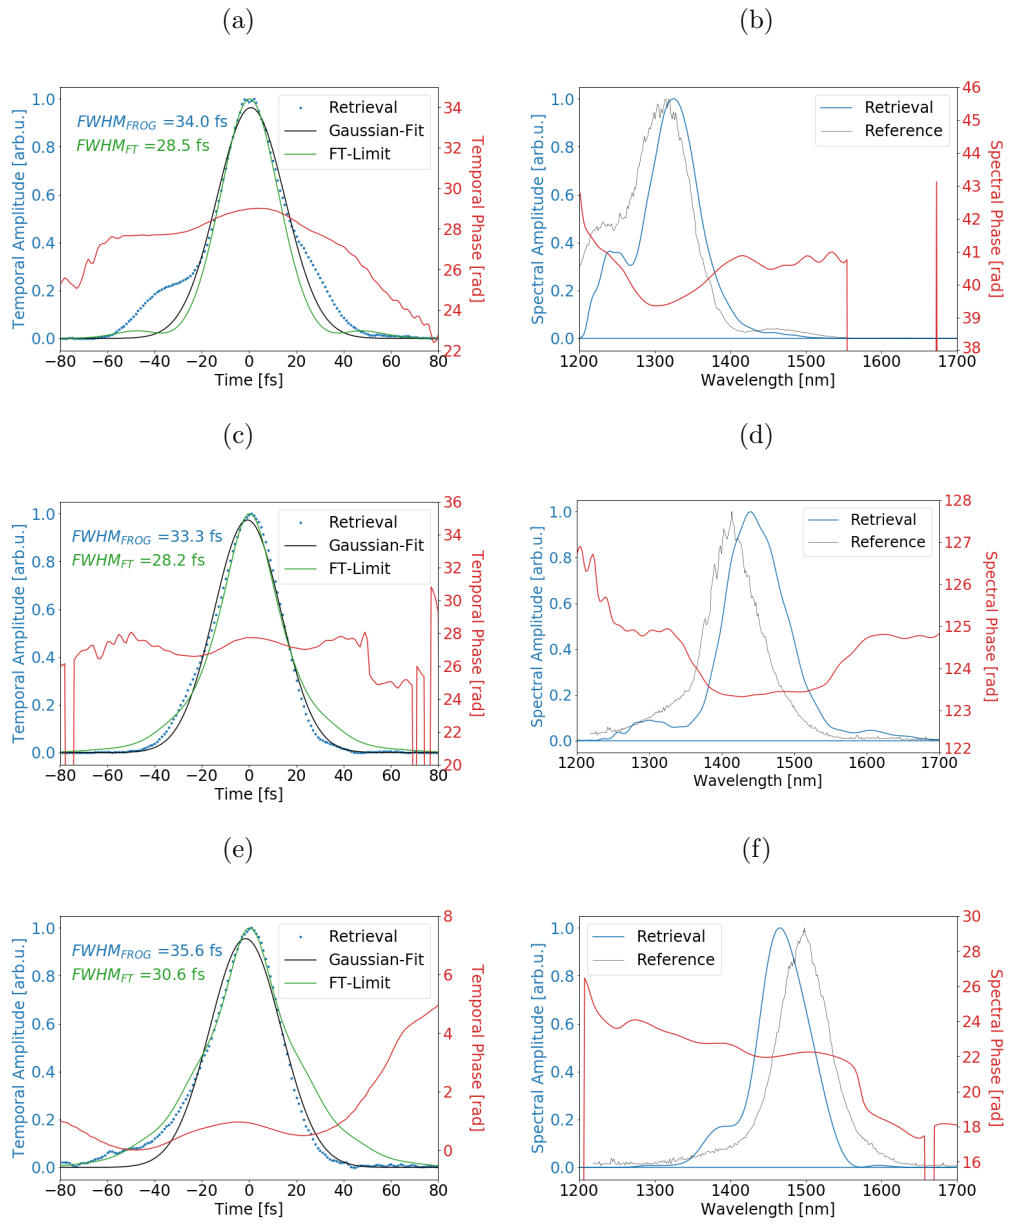 (a)
(b)
FWHM_FROG =34.0 fs
FWHM_FT =28.5 fs
Retrieval
Gaussian-Fit
FT-Limit
Temporal Amplitude [arb.u.]
1.0
0.8
0.6
0.4
0.2
0.0
Temporal Phase [rad]
34
32
30
28
26
24
22
−80 −60 −40 −20 0 20 40 60 80
Time [fs]
Retrieval
Reference
Spectral Amplitude [arb.u.]
1.0
0.8
0.6
0.4
0.2
0.0
Spectral Phase [rad]
46
45
44
43
42
41
40
39
38
1200 1300 1400 1500 1600 1700
Wavelength [nm]
(c)
(d)
FWHM_FROG =33.3 fs
FWHM_FT =28.2 fs
Retrieval
Gaussian-Fit
FT-Limit
Temporal Amplitude [arb.u.]
1.0
0.8
0.6
0.4
0.2
0.0
Temporal Phase [rad]
36
34
32
30
28
26
24
22
20
−80 −60 −40 −20 0 20 40 60 80
Time [fs]
Retrieval
Reference
Spectral Amplitude [arb.u.]
1.0
0.8
0.6
0.4
0.2
0.0
Spectral Phase [rad]
128
127
126
125
124
123
122
1200 1300 1400 1500 1600 1700
Wavelength [nm]
(e)
(f)
FWHM_FROG =35.6 fs
FWHM_FT =30.6 fs
Retrieval
Gaussian-Fit
FT-Limit
Temporal Amplitude [arb.u.]
1.0
0.8
0.6
0.4
0.2
0.0
Temporal Phase [rad]
8
6
4
2
0
−80 −60 −40 −20 0 20 40 60 80
Time [fs]
Retrieval
Reference
Spectral Amplitude [arb.u.]
1.0
0.8
0.6
0.4
0.2
0.0
Spectral Phase [rad]
30
28
26
24
22
20
18
16
1200 1300 1400 1500 1600 1700
Wavelength [nm]